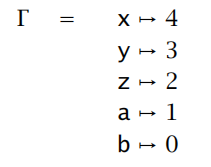 Γ = x ↦ 4
y ↦ 3
z ↦ 2
a ↦ 1
b ↦ 0